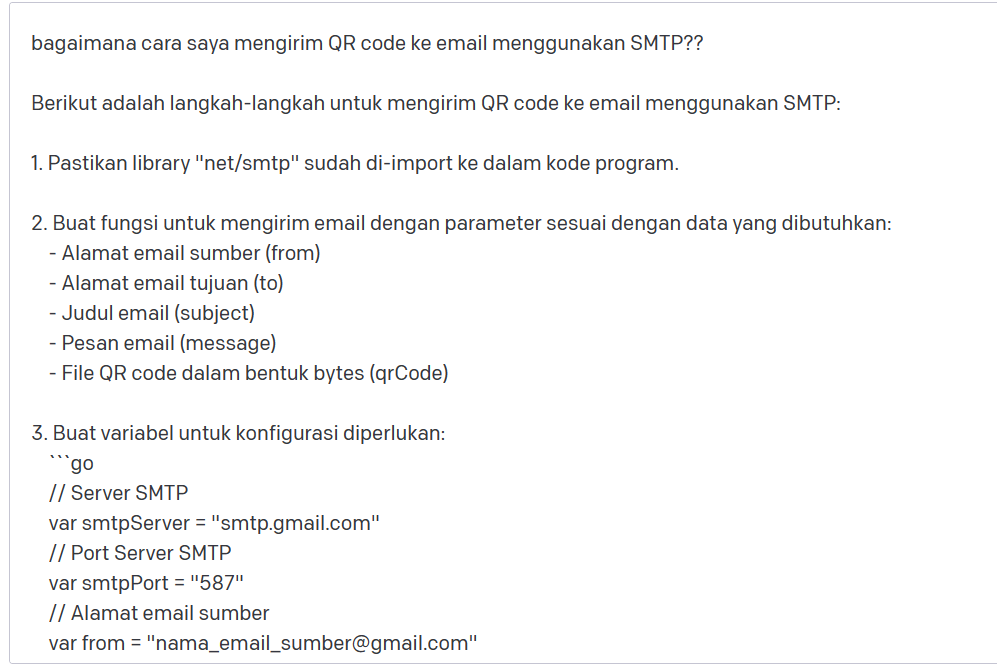 bagaimana cara saya mengirim QR code ke email menggunakan SMTP??
Berikut adalah langkah-langkah untuk mengirim QR code ke email menggunakan SMTP:
1. Pastikan library "net/smtp" sudah di-import ke dalam kode program.
2. Buat fungsi untuk mengirim email dengan parameter sesuai dengan data yang dibutuhkan:
- Alamat email sumber (from)
- Alamat email tujuan (to)
- Judul email (subject)
- Pesan email (message)
- File QR code dalam bentuk bytes (qrCode)
3. Buat variabel untuk konfigurasi diperlukan:
```go
// Server SMTP
var smtpServer = "smtp.gmail.com"
// Port Server SMTP
var smtpPort = "587"
// Alamat email sumber
var from = "nama_email_sumber@gmail.com"